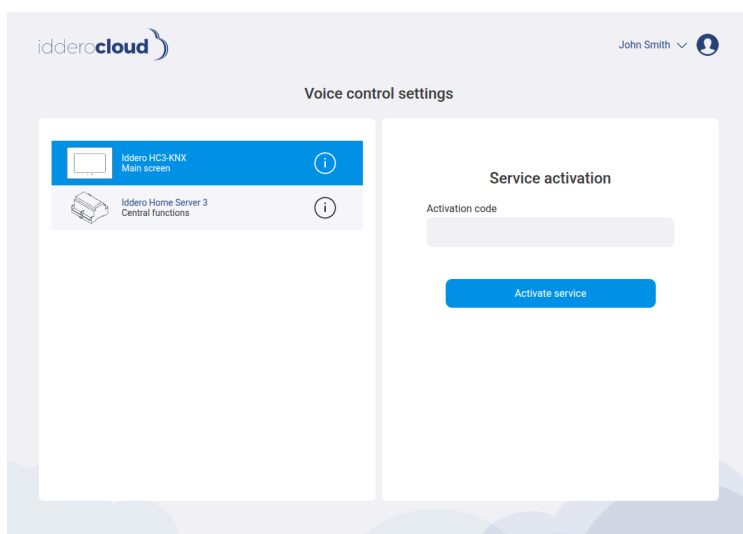 idderocloud
John Smith
Voice control settings
Iddero HC3-KNX
Main screen
Iddero Home Server 3
Central functions
Service activation
Activation code
Activate service